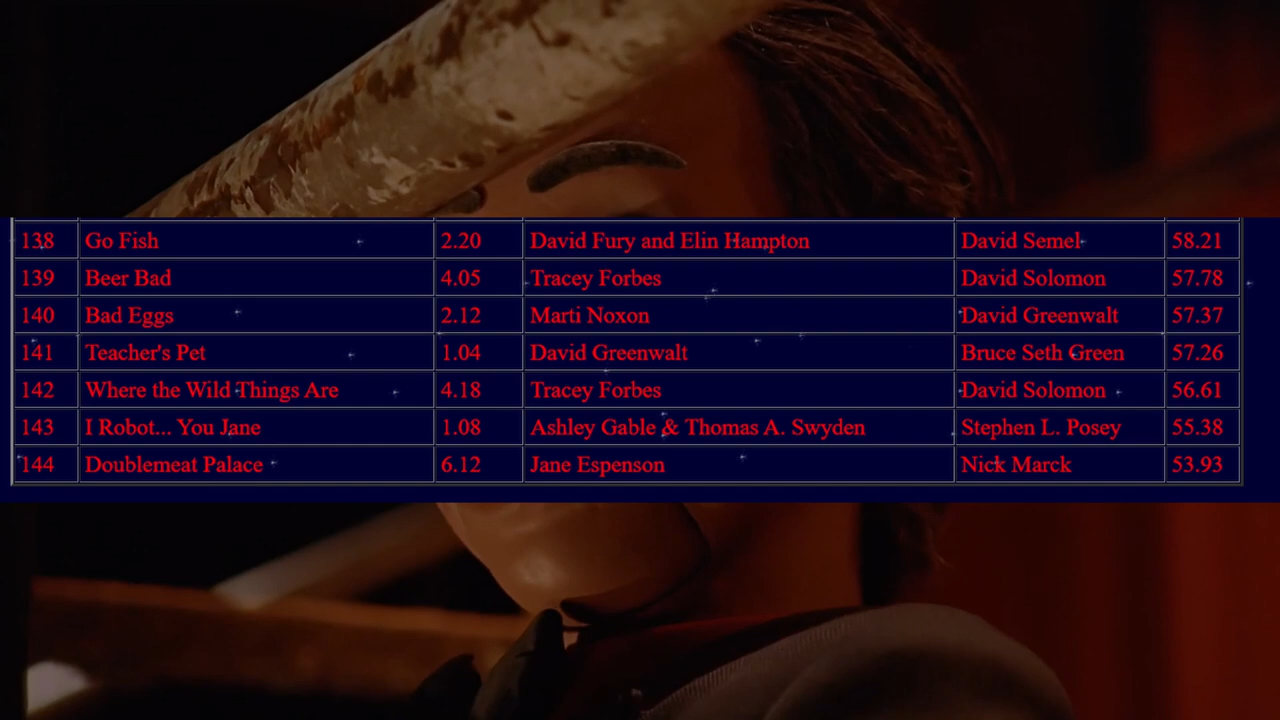 138 Go Fish 2.20 David Fury and Elin Hampton David Semel 58.21
139 Beer Bad 4.05 Tracey Forbes David Solomon 57.78
140 Bad Eggs 2.12 Marti Noxon David Greenwalt 57.37
141 Teacher's Pet 1.04 David Greenwalt Bruce Seth Green 57.26
142 Where the Wild Things Are 4.18 Tracey Forbes David Solomon 56.61
143 I Robot... You Jane 1.08 Ashley Gable & Thomas A. Swyden Stephen L. Posey 55.38
144 Doublemeat Palace 6.12 Jane Espenson Nick Marck 53.93